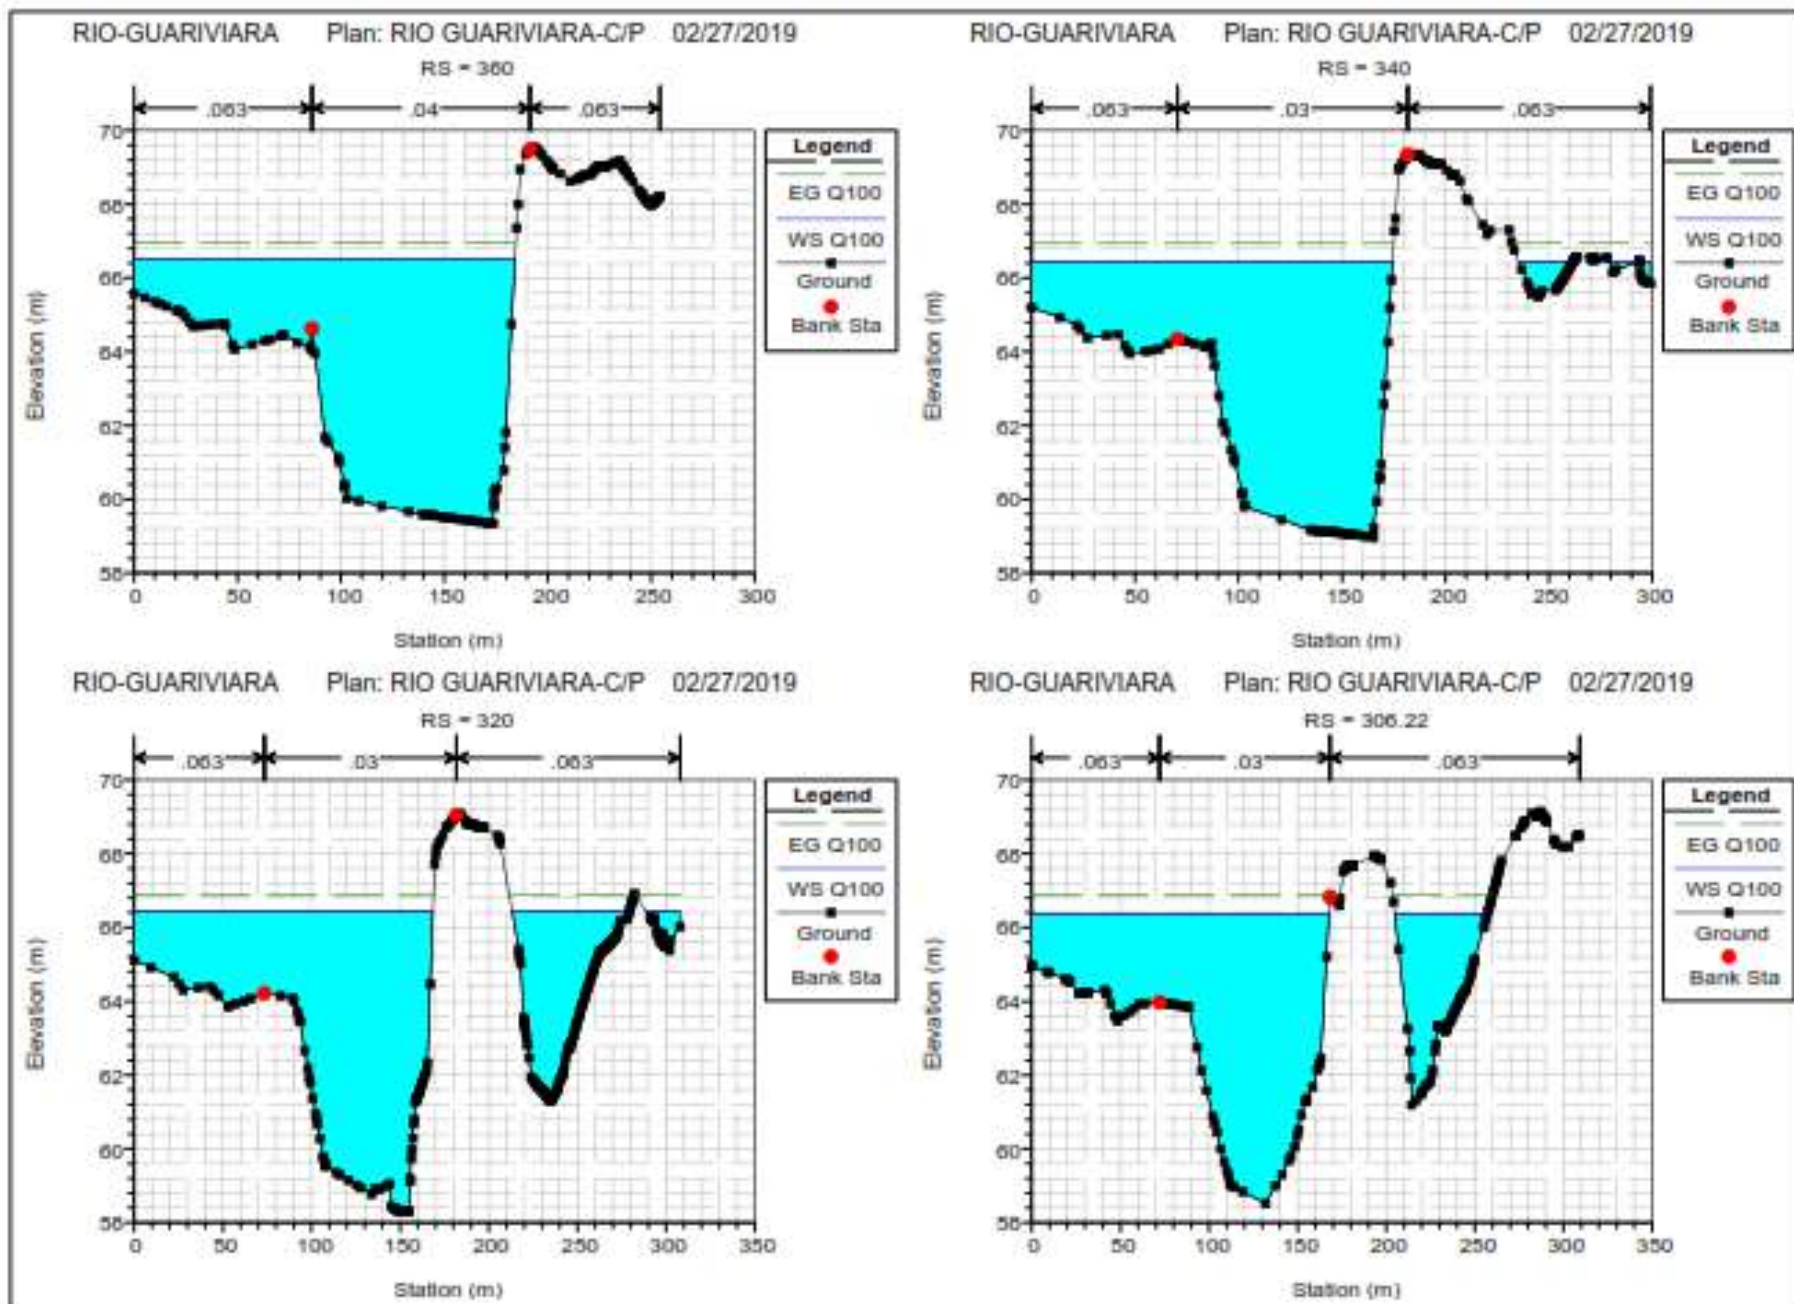 RIO-GUARIVIARA Plan: RIO GUARIVIARA-C/P 02/27/2019
RS = 360
.063 .04 .063
70
68
66
64
62
60
58
0 50 100 150 200 250 300
Elevation (m)
Station (m)
Legend
EG Q100
WS Q100
Ground
Bank Sta
RIO-GUARIVIARA Plan: RIO GUARIVIARA-C/P 02/27/2019
RS = 340
.063 .03 .063
70
68
66
64
62
60
58
0 50 100 150 200 250 300
Elevation (m)
Station (m)
Legend
EG Q100
WS Q100
Ground
Bank Sta
RIO-GUARIVIARA Plan: RIO GUARIVIARA-C/P 02/27/2019
RS = 320
.063 .03 .063
70
68
66
64
62
60
58
0 50 100 150 200 250 300 350
Elevation (m)
Station (m)
Legend
EG Q100
WS Q100
Ground
Bank Sta
RIO-GUARIVIARA Plan: RIO GUARIVIARA-C/P 02/27/2019
RS = 306.22
.063 .03 .063
70
68
66
64
62
60
58
0 50 100 150 200 250 300 350
Elevation (m)
Station (m)
Legend
EG Q100
WS Q100
Ground
Bank Sta